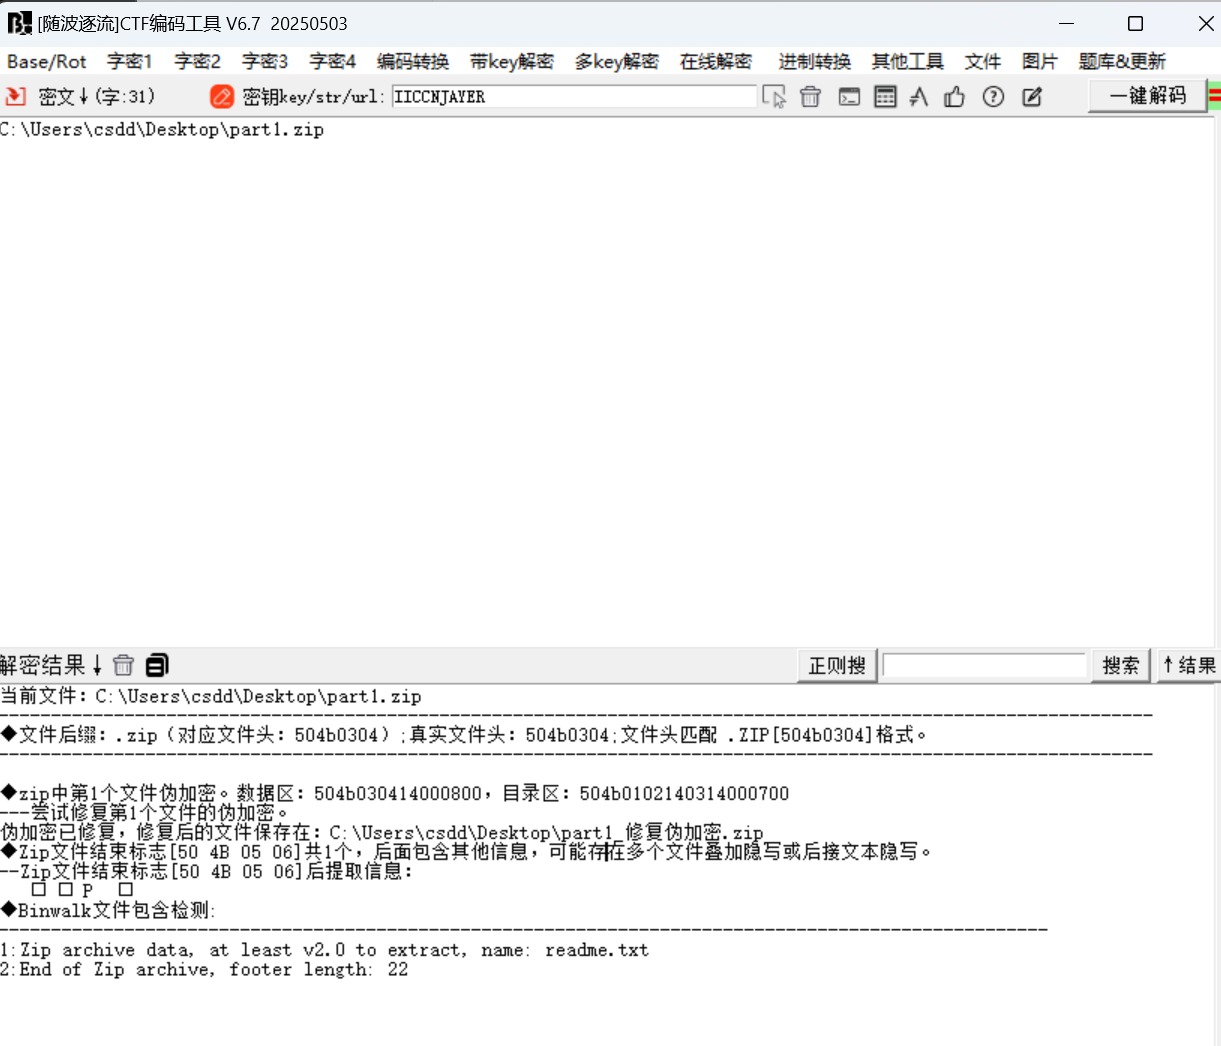 [随波逐流]CTF编码工具 V6.7 20250503
Base/Rot 字密1 字密2 字密3 字密4 编码转换 带key解密 多key解密 在线解密 进制转换 其他工具 文件 图片 题库&更新
密文↓(字:31) 密钥key/str/url: IICCNJAYER 一键解码
C:\Users\csdd\Desktop\part1.zip
解密结果↓ 正则搜 搜索 ↑结果
当前文件: C:\Users\csdd\Desktop\part1.zip
◆文件后缀: .zip（对应文件头: 504b0304）;真实文件头: 504b0304;文件头匹配 .ZIP[504b0304]格式。
◆zip中第1个文件伪加密。数据区: 504b030414000800, 目录区: 504b0102140314000700
---尝试修复第1个文件的伪加密。
伪加密已修复, 修复后的文件保存在: C:\Users\csdd\Desktop\part1_修复伪加密.zip
◆Zip文件结束标志[50 4B 05 06]共1个, 后面包含其他信息, 可能存在多个文件叠加隐写或后接文本隐写。
--Zip文件结束标志[50 4B 05 06]后提取信息:
□ □ P □
◆Binwalk文件包含检测:
1:Zip archive data, at least v2.0 to extract, name: readme.txt
2:End of Zip archive, footer length: 22